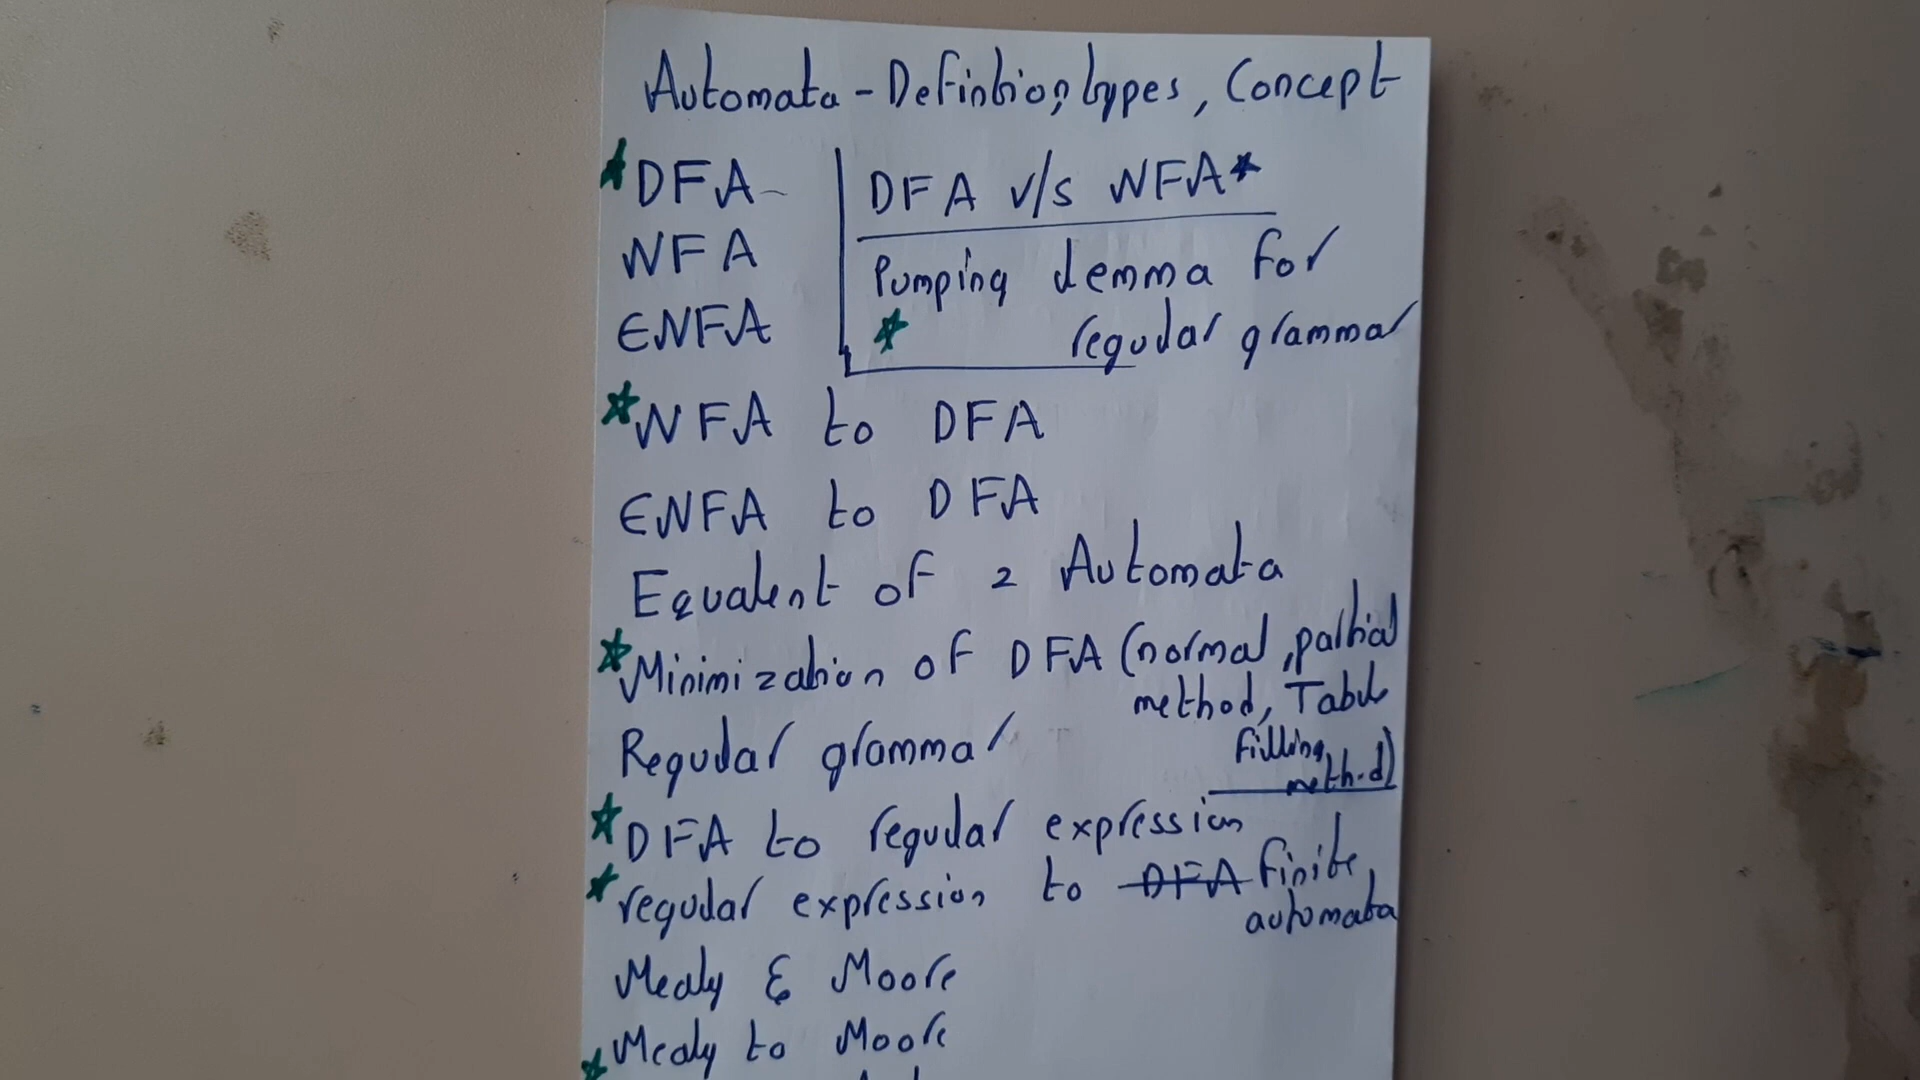 Automata - Defintion, types, Concept
★DFA-
NFA
ENFA
DFA v/s NFA★
Pumping lemma for
★ regular grammar
★NFA to DFA
ENFA to DFA
Equalent of 2 Automata
★Minimization of DFA (normal, partial
method, Table
filling
method)
Regular grammar
★DFA to regular expression
★regular expression to DFA finite
automata
Mealy & Moore
★Mealy to Moore